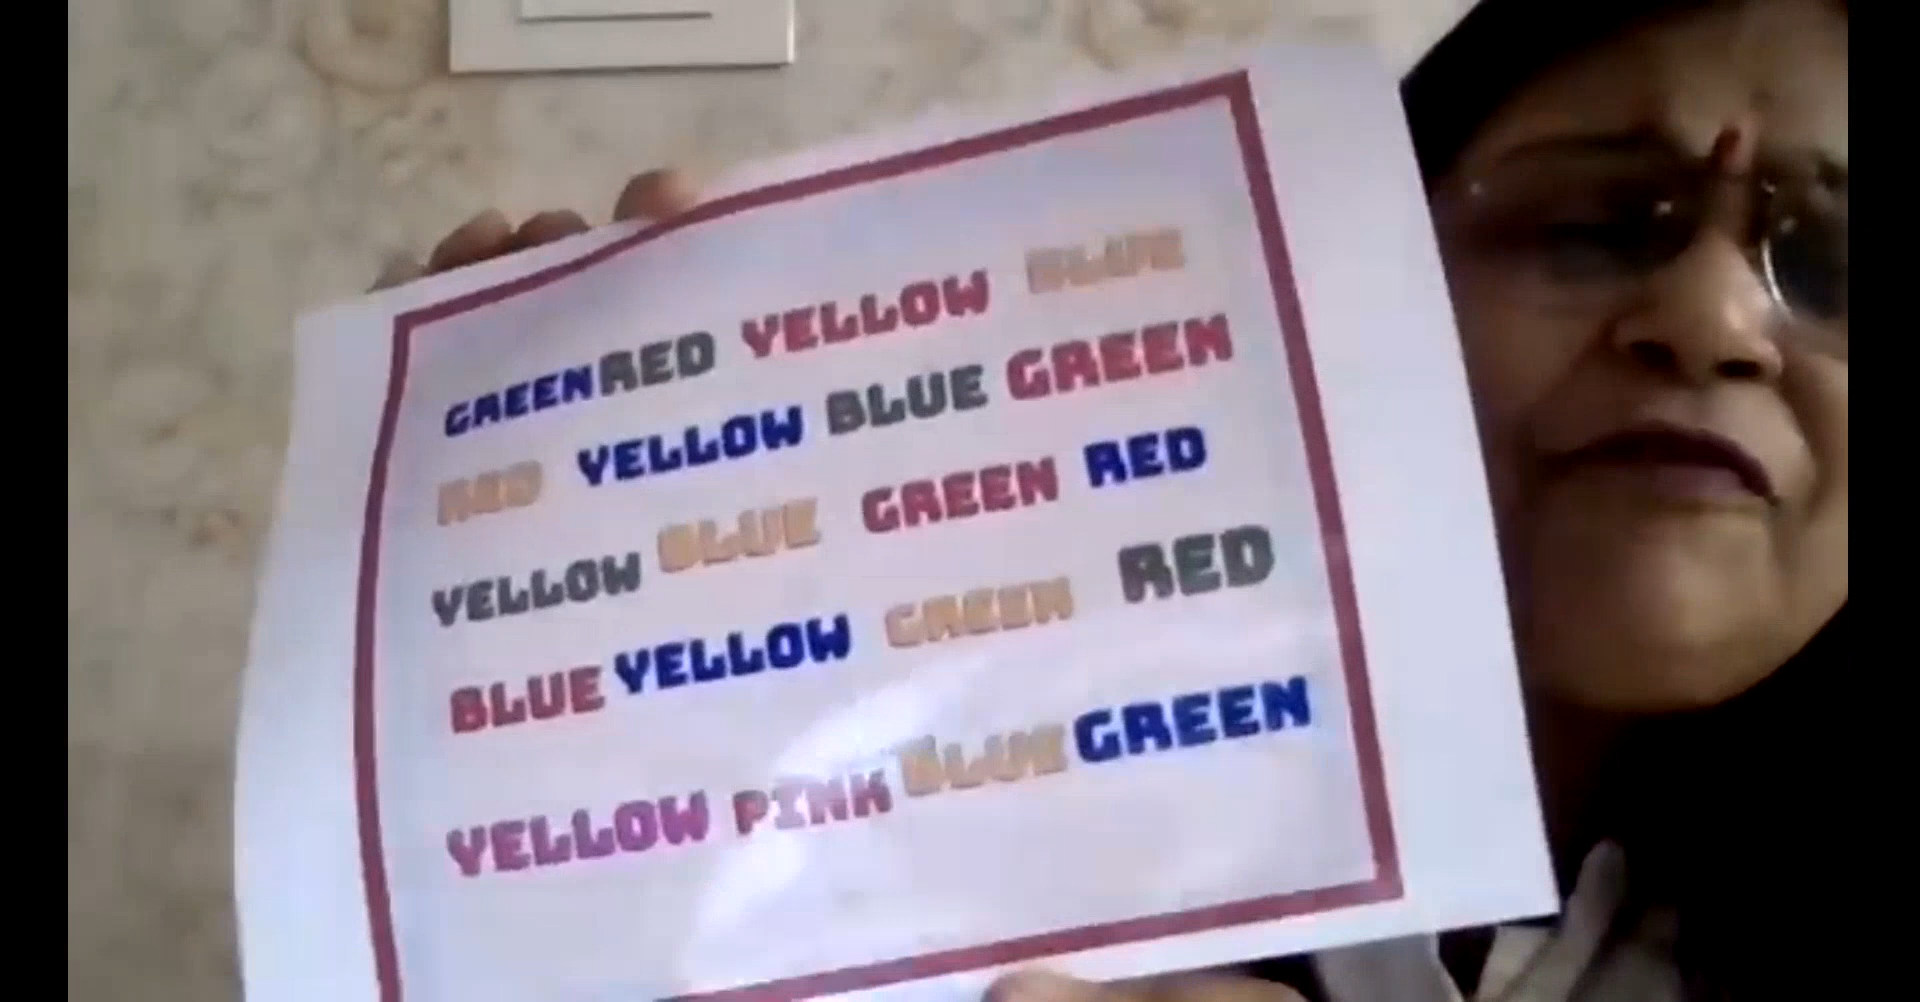 GREEN RED YELLOW BLUE
RED YELLOW BLUE GREEN
YELLOW BLUE GREEN RED
BLUE YELLOW GREEN RED
YELLOW PINK BLUE GREEN